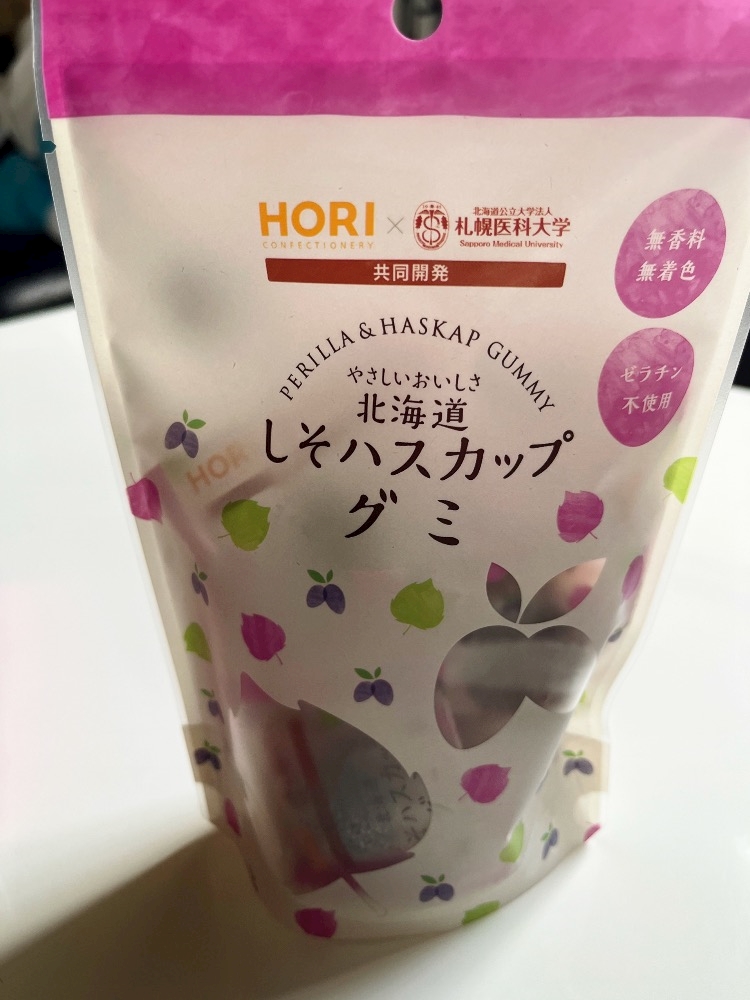 HORI
CONFECTIONERY
×
北海道公立大学法人
札幌医科大学
Sapporo Medical University
共同開発
無香料
無着色
ゼラチン
不使用
PERILLA & HASKAP GUMMY
やさしいおいしさ
北海道
しそハスカップ
グミ
HOR